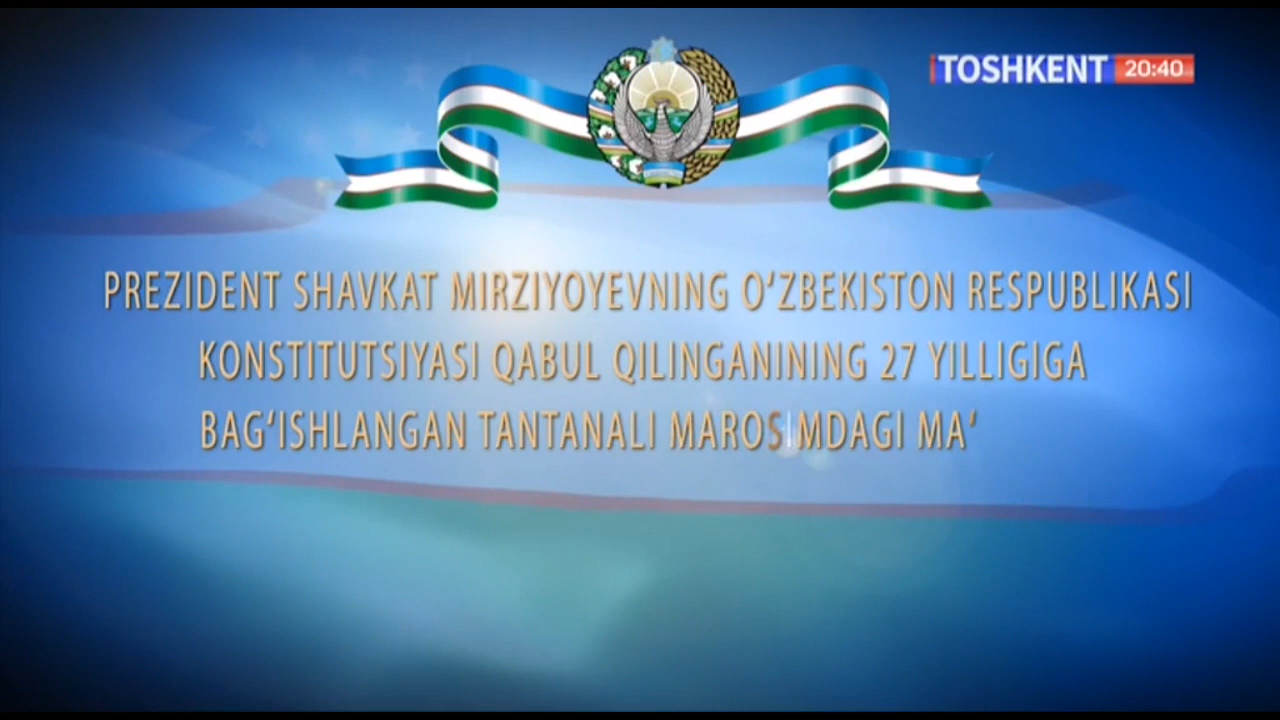 TOSHKENT 20:40
PREZIDENT SHAVKAT MIRZIYOYEVNING O‘ZBEKISTON RESPUBLIKASI
KONSTITUTSIYASI QABUL QILINGANINING 27 YILLIGIGA
BAG‘ISHLANGAN TANTANALI MAROSIMDAGI MA‘